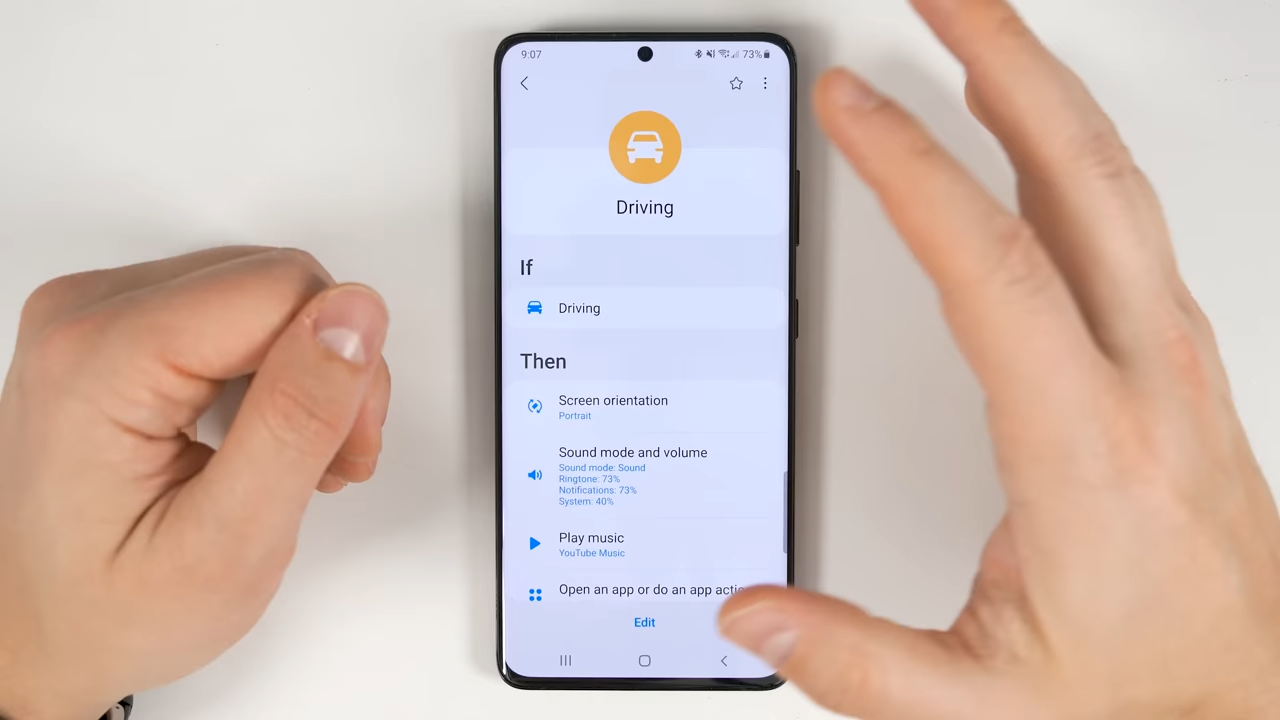 9:07
73%
Driving
If
Driving
Then
Screen orientation
Portrait
Sound mode and volume
Sound mode: Sound
Ringtone: 73%
Notifications: 73%
System: 40%
Play music
YouTube Music
Open an app or do an app actio
Edit